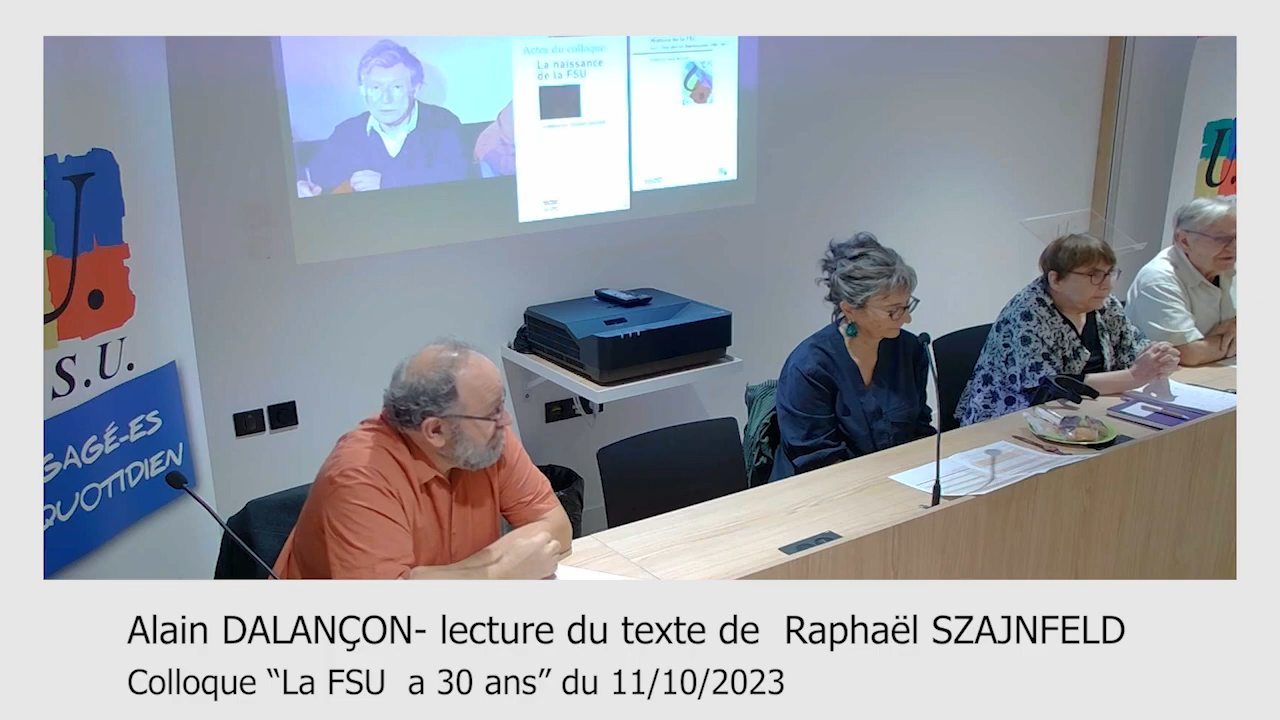 Actes du colloque
La naissance
de la FSU
U.
J.
S.U.
GAGÉ-ES
QUOTIDIEN
Alain DALANÇON- lecture du texte de  Raphaël SZAJNFELD
Colloque “La FSU  a 30 ans” du 11/10/2023